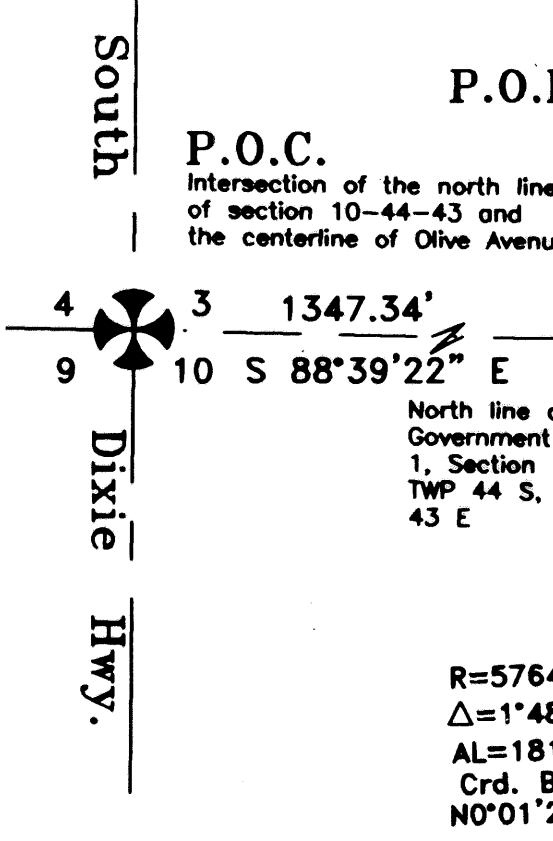 South
P.O.
P.O.C.
Intersection of the north line
of section 10-44-43 and
the centerline of Olive Avenu
4 3 1347.34'
9 10 S 88°39'22" E
North line
Government
1, Section
TWP 44 S,
43 E
Dixie Hwy.
R=5764
△=1°48
AL=181
Crd. B
N0°01'2